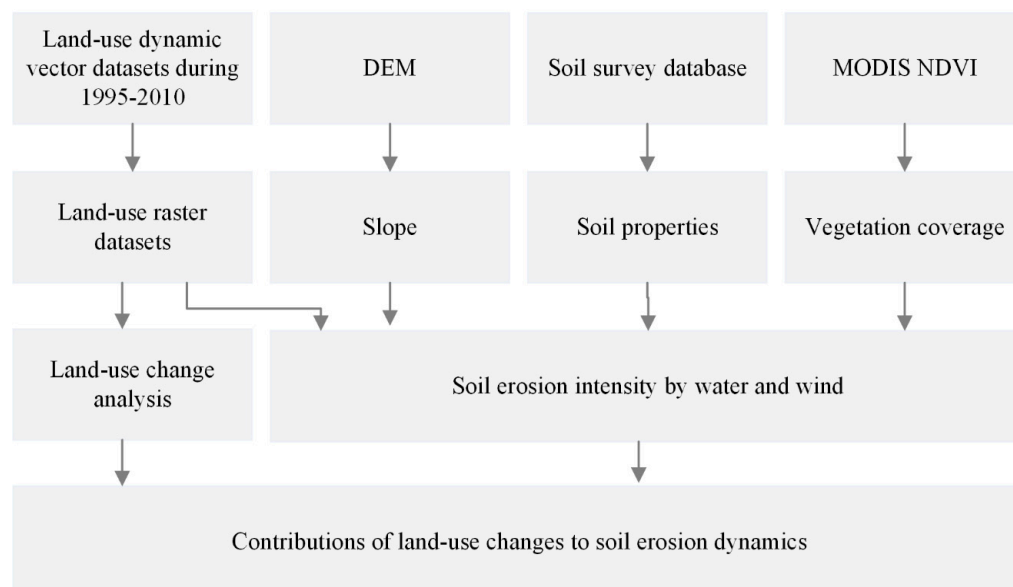 Land-use dynamic
vector datasets during
1995-2010
DEM
Soil survey database
MODIS NDVI
Land-use raster
datasets
Slope
Soil properties
Vegetation coverage
Land-use change
analysis
Soil erosion intensity by water and wind
Contributions of land-use changes to soil erosion dynamics